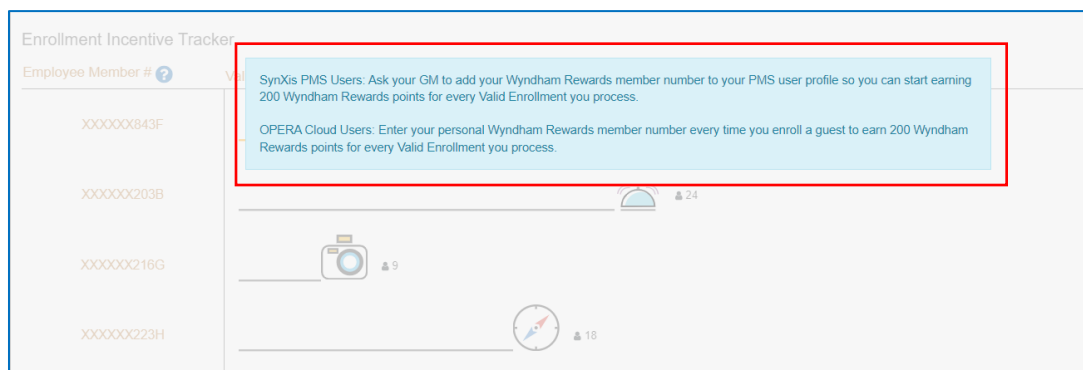 Enrollment Incentive Tracker
Employee Member # ?
SynXis PMS Users: Ask your GM to add your Wyndham Rewards member number to your PMS user profile so you can start earning
200 Wyndham Rewards points for every Valid Enrollment you process.
OPERA Cloud Users: Enter your personal Wyndham Rewards member number every time you enroll a guest to earn 200 Wyndham
Rewards points for every Valid Enrollment you process.
XXXXXX843F
XXXXXX203B
24
XXXXXX216G
9
XXXXXX223H
18